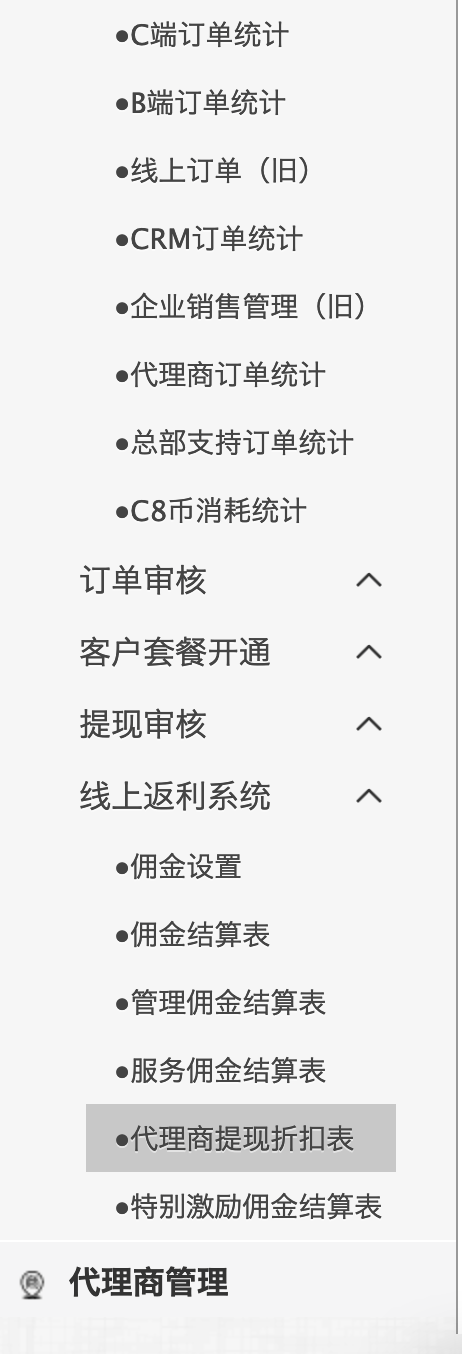 ●C端订单统计
●B端订单统计
●线上订单（旧）
●CRM订单统计
●企业销售管理（旧）
●代理商订单统计
●总部支持订单统计
●C8币消耗统计
订单审核
客户套餐开通
提现审核
线上返利系统
●佣金设置
●佣金结算表
●管理佣金结算表
●服务佣金结算表
●代理商提现折扣表
●特别激励佣金结算表
代理商管理